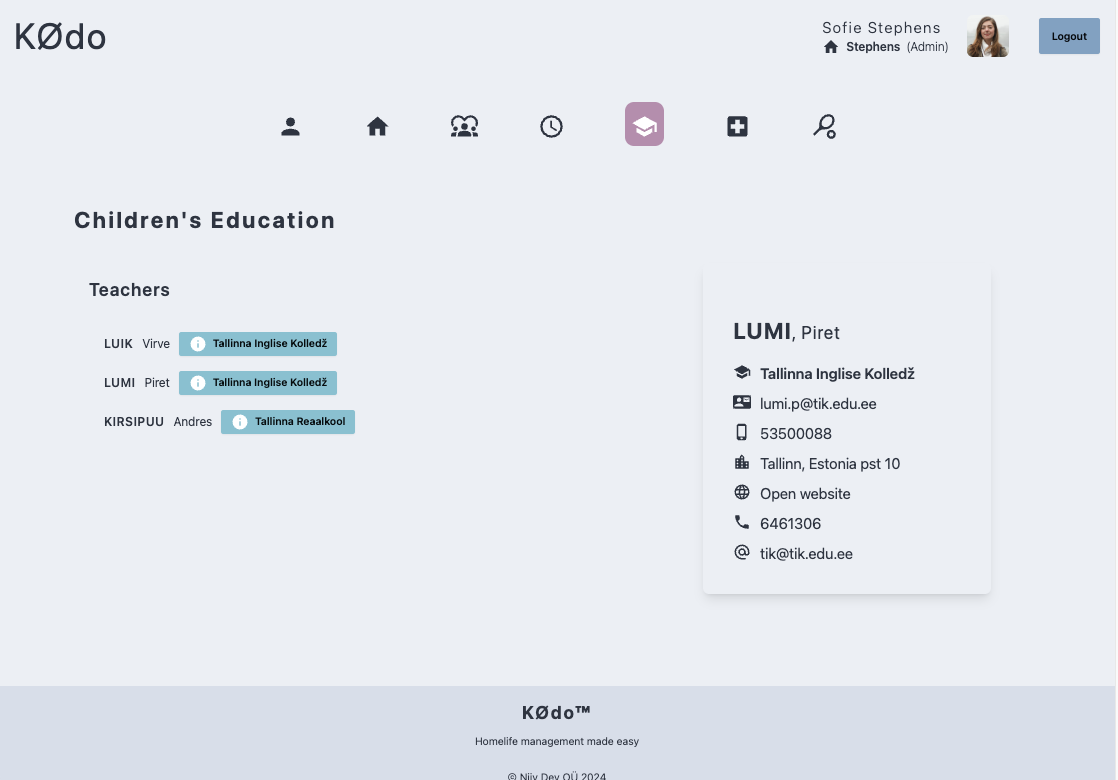 KØdo
Sofie Stephens
Stephens (Admin)
Logout
Children's Education
Teachers
LUIK Virve Tallinna Inglise Kolledž
LUMI Piret Tallinna Inglise Kolledž
KIRSIPUU Andres Tallinna Reaalkool
LUMI, Piret
Tallinna Inglise Kolledž
lumi.p@tik.edu.ee
53500088
Tallinn, Estonia pst 10
Open website
6461306
tik@tik.edu.ee
KØdo™
Homelife management made easy
© Niiv Dev OÜ 2024